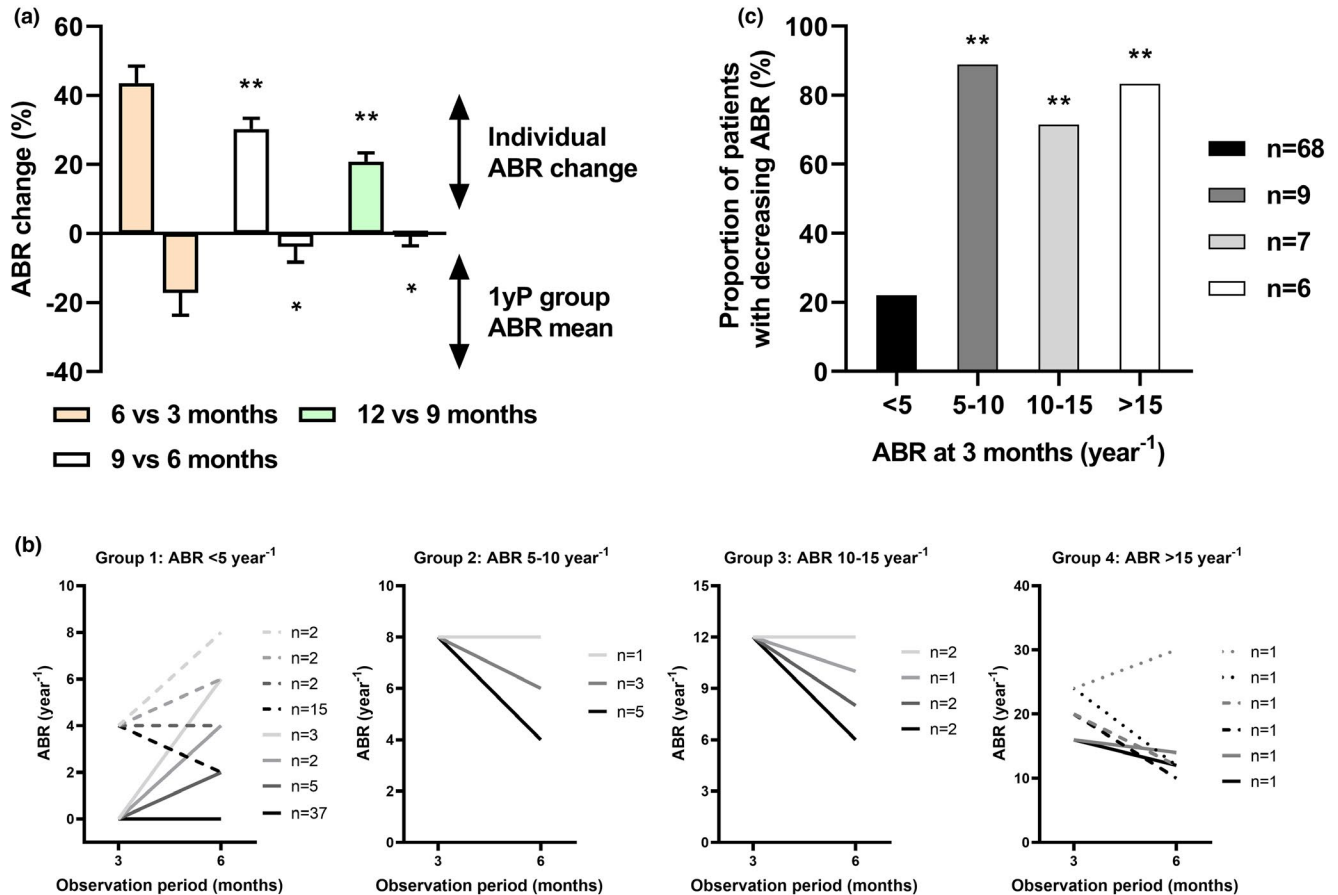 (a)
ABR change (%)
60
40
20
0
-20
-40
**
**
*
*
Individual
ABR change
1yP group
ABR mean
6 vs 3 months
12 vs 9 months
9 vs 6 months
(c)
Proportion of patients
with decreasing ABR (%)
100
80
60
40
20
0
**
**
**
<5
5-10
10-15
>15
ABR at 3 months (year⁻¹)
n=68
n=9
n=7
n=6
(b)
Group 1: ABR <5 year⁻¹
ABR (year⁻¹)
10
8
6
4
2
0
3
6
Observation period (months)
n=2
n=2
n=2
n=15
n=3
n=2
n=5
n=37
Group 2: ABR 5-10 year⁻¹
ABR (year⁻¹)
10
8
6
4
2
0
3
6
Observation period (months)
n=1
n=3
n=5
Group 3: ABR 10-15 year⁻¹
ABR (year⁻¹)
15
12
9
6
3
0
3
6
Observation period (months)
n=2
n=1
n=2
n=2
Group 4: ABR >15 year⁻¹
ABR (year⁻¹)
40
30
20
10
0
3
6
Observation period (months)
n=1
n=1
n=1
n=1
n=1
n=1